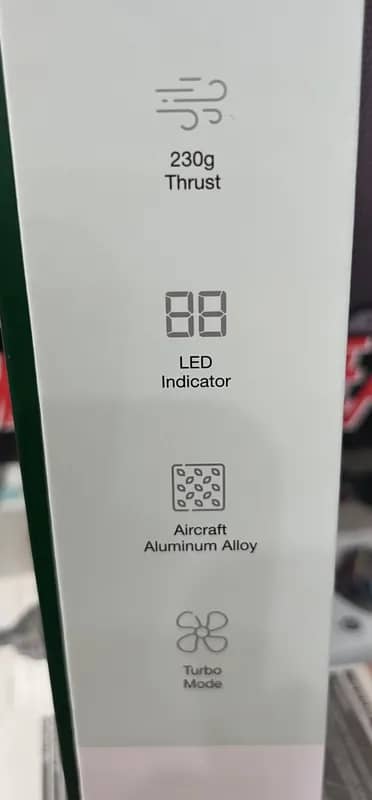 230g
Thrust
LED
Indicator
Aircraft
Aluminum Alloy
Turbo
Mode